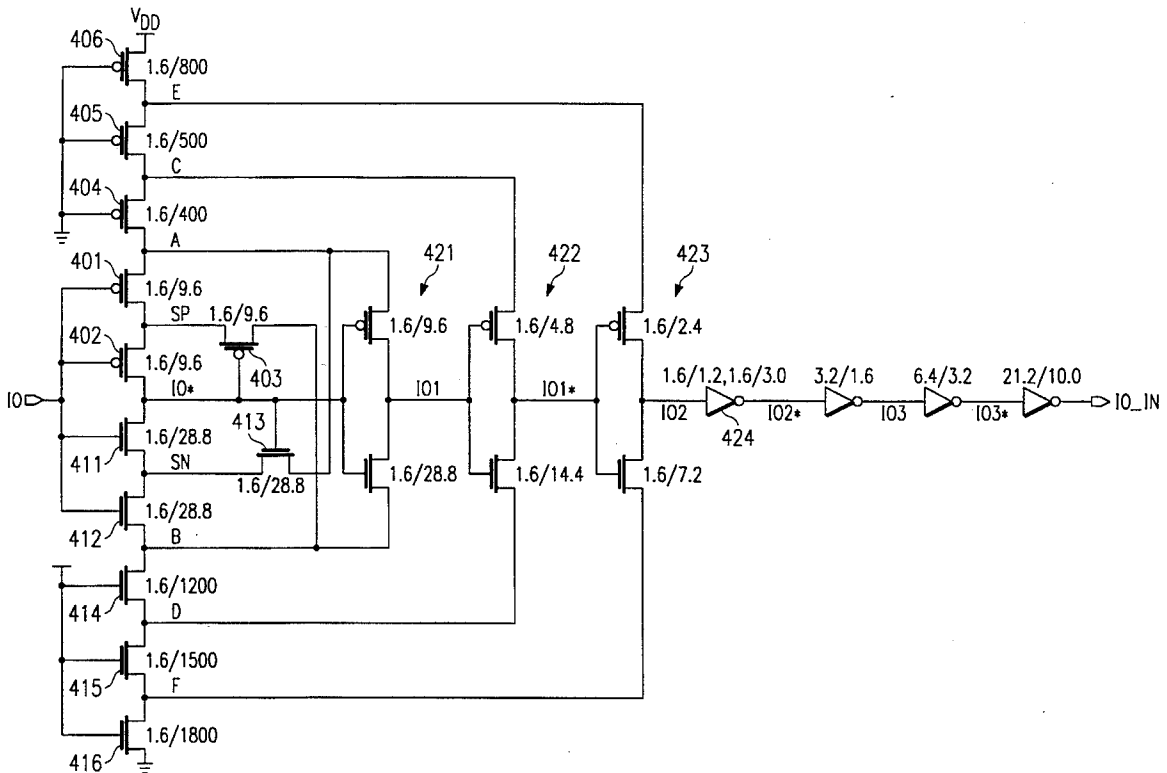 VDD
406
1.6/800
E
405
1.6/500
C
404
1.6/400
A
401
421
422
423
1.6/9.6
SP
1.6/9.6
1.6/9.6
1.6/4.8
1.6/2.4
402
1.6/9.6
403
IO
IO*
IO1
IO1*
IO2
1.6/1.2,1.6/3.0
424
IO2*
3.2/1.6
IO3
6.4/3.2
IO3*
21.2/10.0
IO_IN
413
411
1.6/28.8
SN
1.6/28.8
1.6/28.8
1.6/14.4
1.6/7.2
412
1.6/28.8
B
414
1.6/1200
D
415
1.6/1500
F
416
1.6/1800